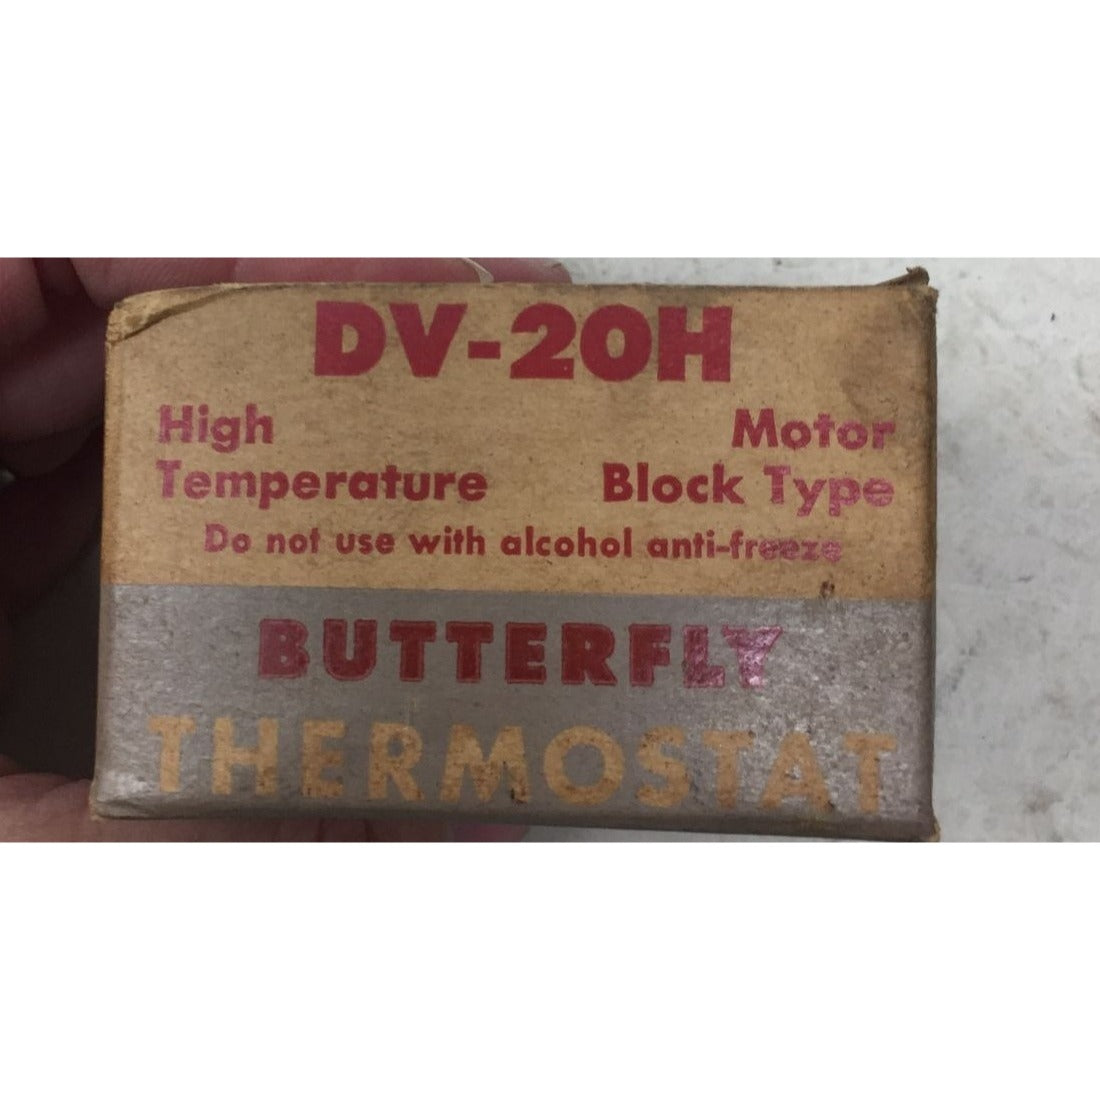 DV-20H
High Motor
Temperature Block Type
Do not use with alcohol anti-freeze
BUTTERFLY
THERMOSTAT